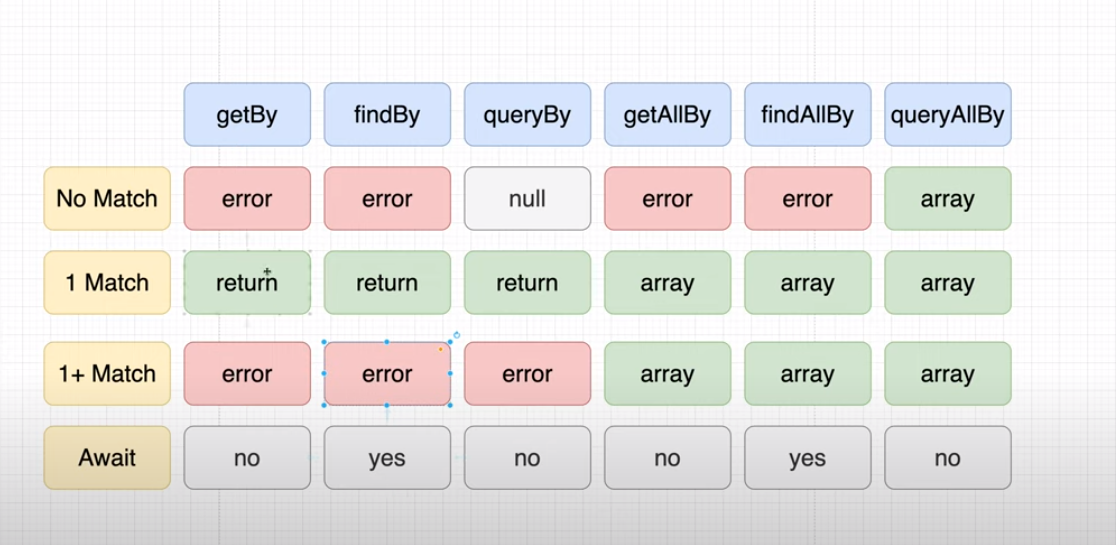 getBy findBy queryBy getAllBy findAllBy queryAllBy
No Match error error null error error array
1 Match return return return array array array
1+ Match error error error array array array
Await no yes no no yes no